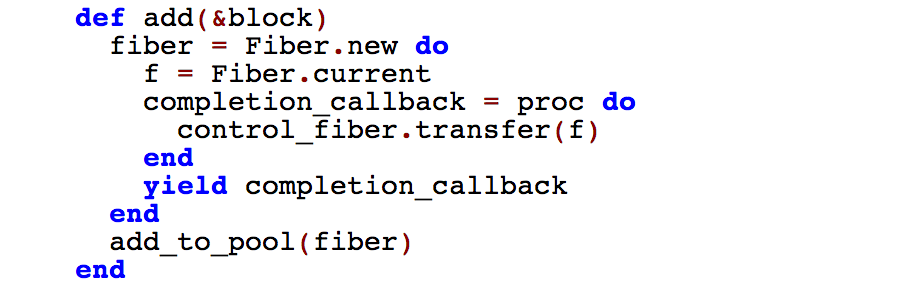 def add(&block)
  fiber = Fiber.new do
    f = Fiber.current
    completion_callback = proc do
      control_fiber.transfer(f)
    end
    yield completion_callback
  end
  add_to_pool(fiber)
end